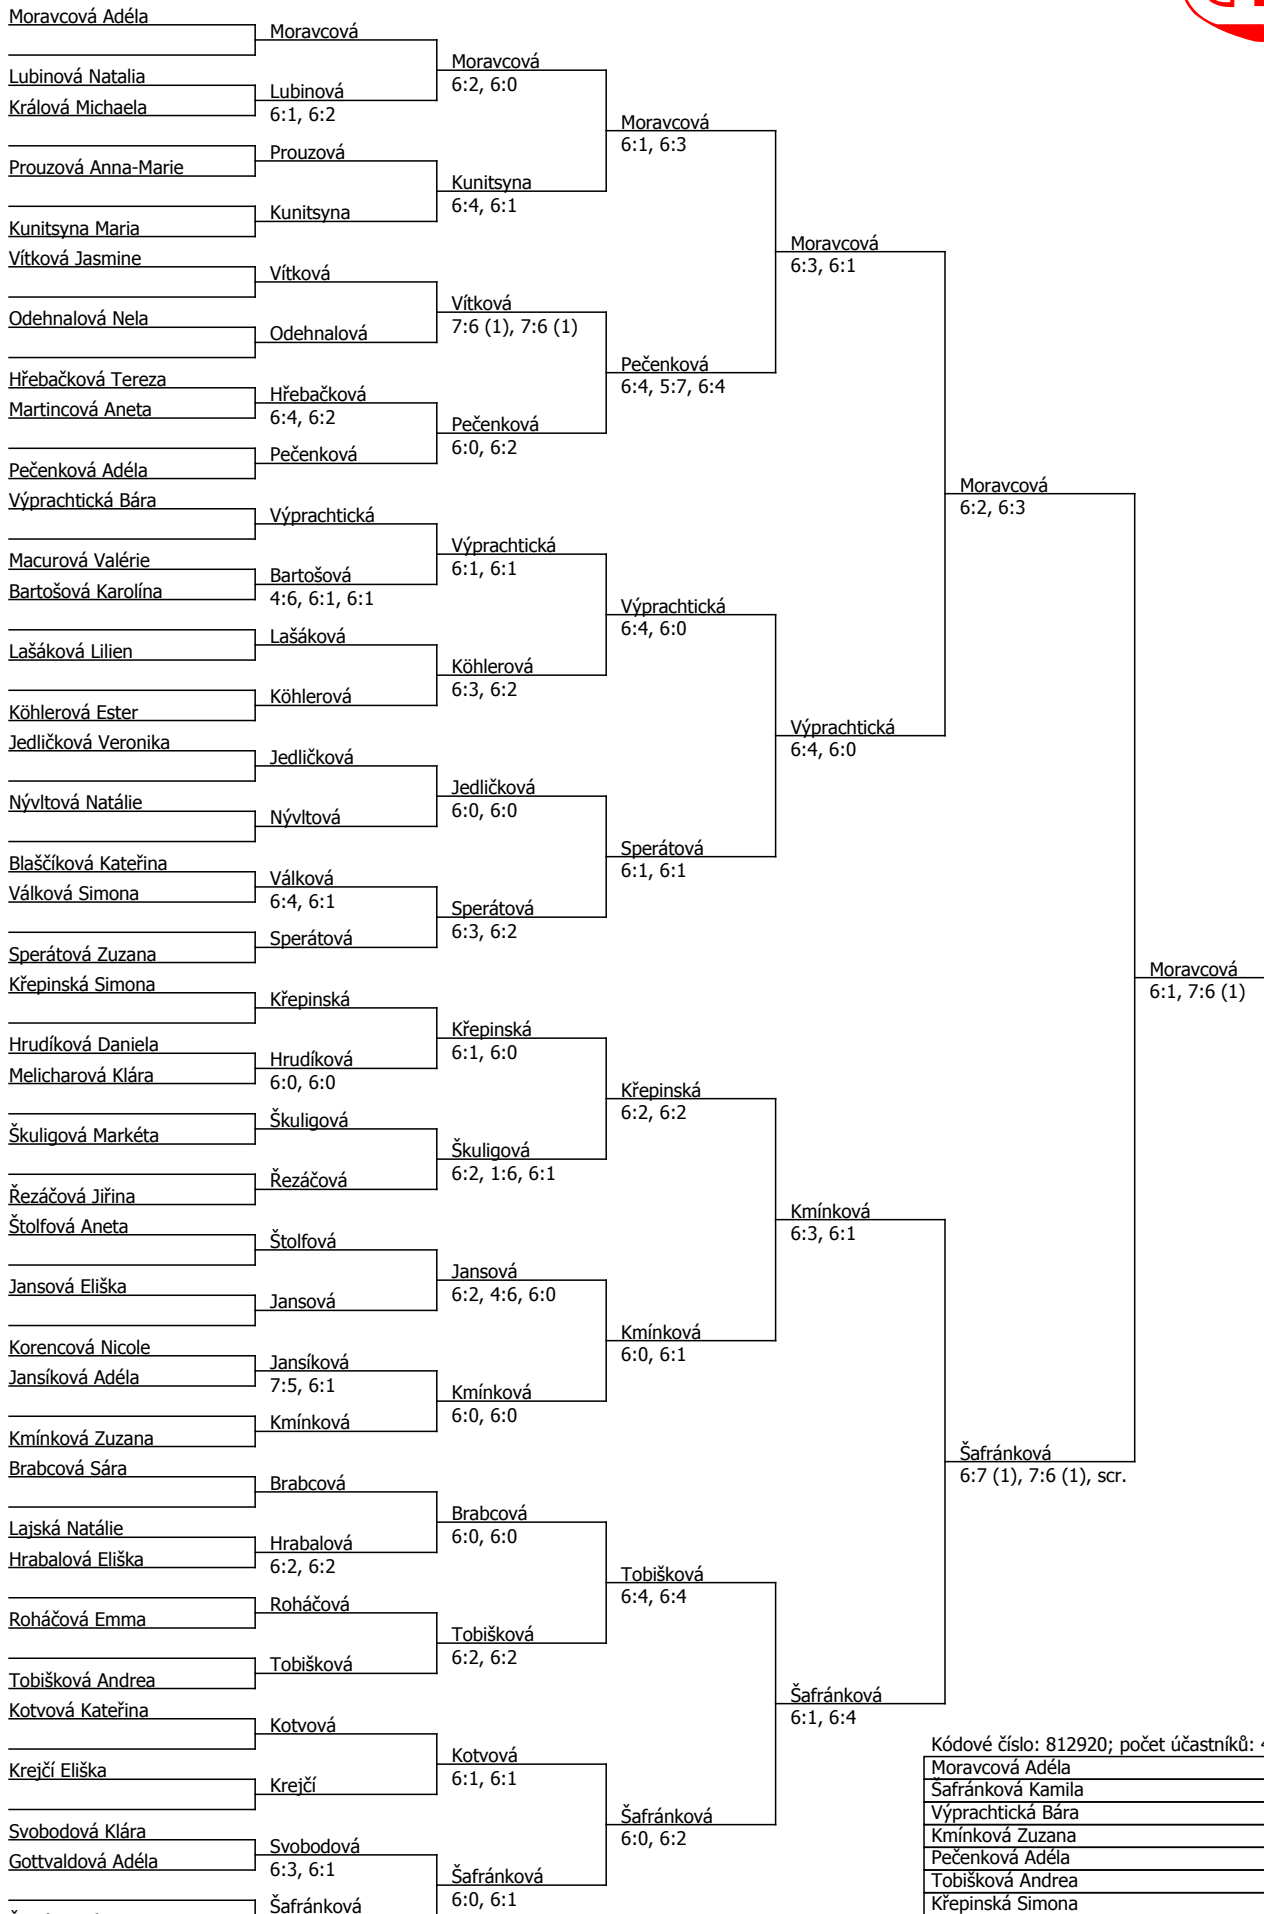 Moravcová Adéla
Lubinová Natalia
Králová Michaela
Prouzová Anna-Marie
Kunitsyna Maria
Vítková Jasmine
Odehnalová Nela
Hřebačková Tereza
Martincová Aneta
Pečenková Adéla
Výprachtická Bára
Macurová Valérie
Bartošová Karolína
Lašáková Lilien
Köhlerová Ester
Jedličková Veronika
Nývltová Natálie
Blaščíková Kateřina
Válková Simona
Sperátová Zuzana
Křepinská Simona
Hrudíková Daniela
Melicharová Klára
Škuligová Markéta
Řezáčová Jiřina
Štolfová Aneta
Jansová Eliška
Korencová Nicole
Jansíková Adéla
Kmínková Zuzana
Brabcová Sára
Lajská Natálie
Hrabalová Eliška
Roháčová Emma
Tobišková Andrea
Kotvová Kateřina
Krejčí Eliška
Svobodová Klára
Gottvaldová Adéla
Moravcová
Lubinová
6:1, 6:2
Prouzová
Kunitsyna
Vítková
Odehnalová
Hřebačková
6:4, 6:2
Pečenková
Výprachtická
Bartošová
4:6, 6:1, 6:1
Lašáková
Köhlerová
Jedličková
Nývltová
Válková
6:4, 6:1
Sperátová
Křepinská
Hrudíková
6:0, 6:0
Škuligová
Řezáčová
Štolfová
Jansová
Jansíková
7:5, 6:1
Kmínková
Brabcová
Hrabalová
6:2, 6:2
Roháčová
Tobišková
Kotvová
Krejčí
Svobodová
6:3, 6:1
Šafránková
Moravcová
6:2, 6:0
Kunitsyna
6:4, 6:1
Vítková
7:6 (1), 7:6 (1)
Pečenková
6:0, 6:2
Výprachtická
6:1, 6:1
Köhlerová
6:3, 6:2
Jedličková
6:0, 6:0
Sperátová
6:3, 6:2
Křepinská
6:1, 6:0
Škuligová
6:2, 1:6, 6:1
Jansová
6:2, 4:6, 6:0
Kmínková
6:0, 6:0
Brabcová
6:0, 6:0
Tobišková
6:2, 6:2
Kotvová
6:1, 6:1
Šafránková
6:0, 6:1
Moravcová
6:1, 6:3
Pečenková
6:4, 5:7, 6:4
Výprachtická
6:4, 6:0
Sperátová
6:1, 6:1
Křepinská
6:2, 6:2
Kmínková
6:0, 6:1
Tobišková
6:4, 6:4
Šafránková
6:0, 6:2
Moravcová
6:3, 6:1
Výprachtická
6:4, 6:0
Kmínková
6:3, 6:1
Šafránková
6:1, 6:4
Moravcová
6:2, 6:3
Šafránková
6:7 (1), 7:6 (1), scr.
Moravcová
6:1, 7:6 (1)
Kódové číslo: 812920; počet účastníků: 4
Moravcová Adéla
Šafránková Kamila
Výprachtická Bára
Kmínková Zuzana
Pečenková Adéla
Tobišková Andrea
Křepinská Simona